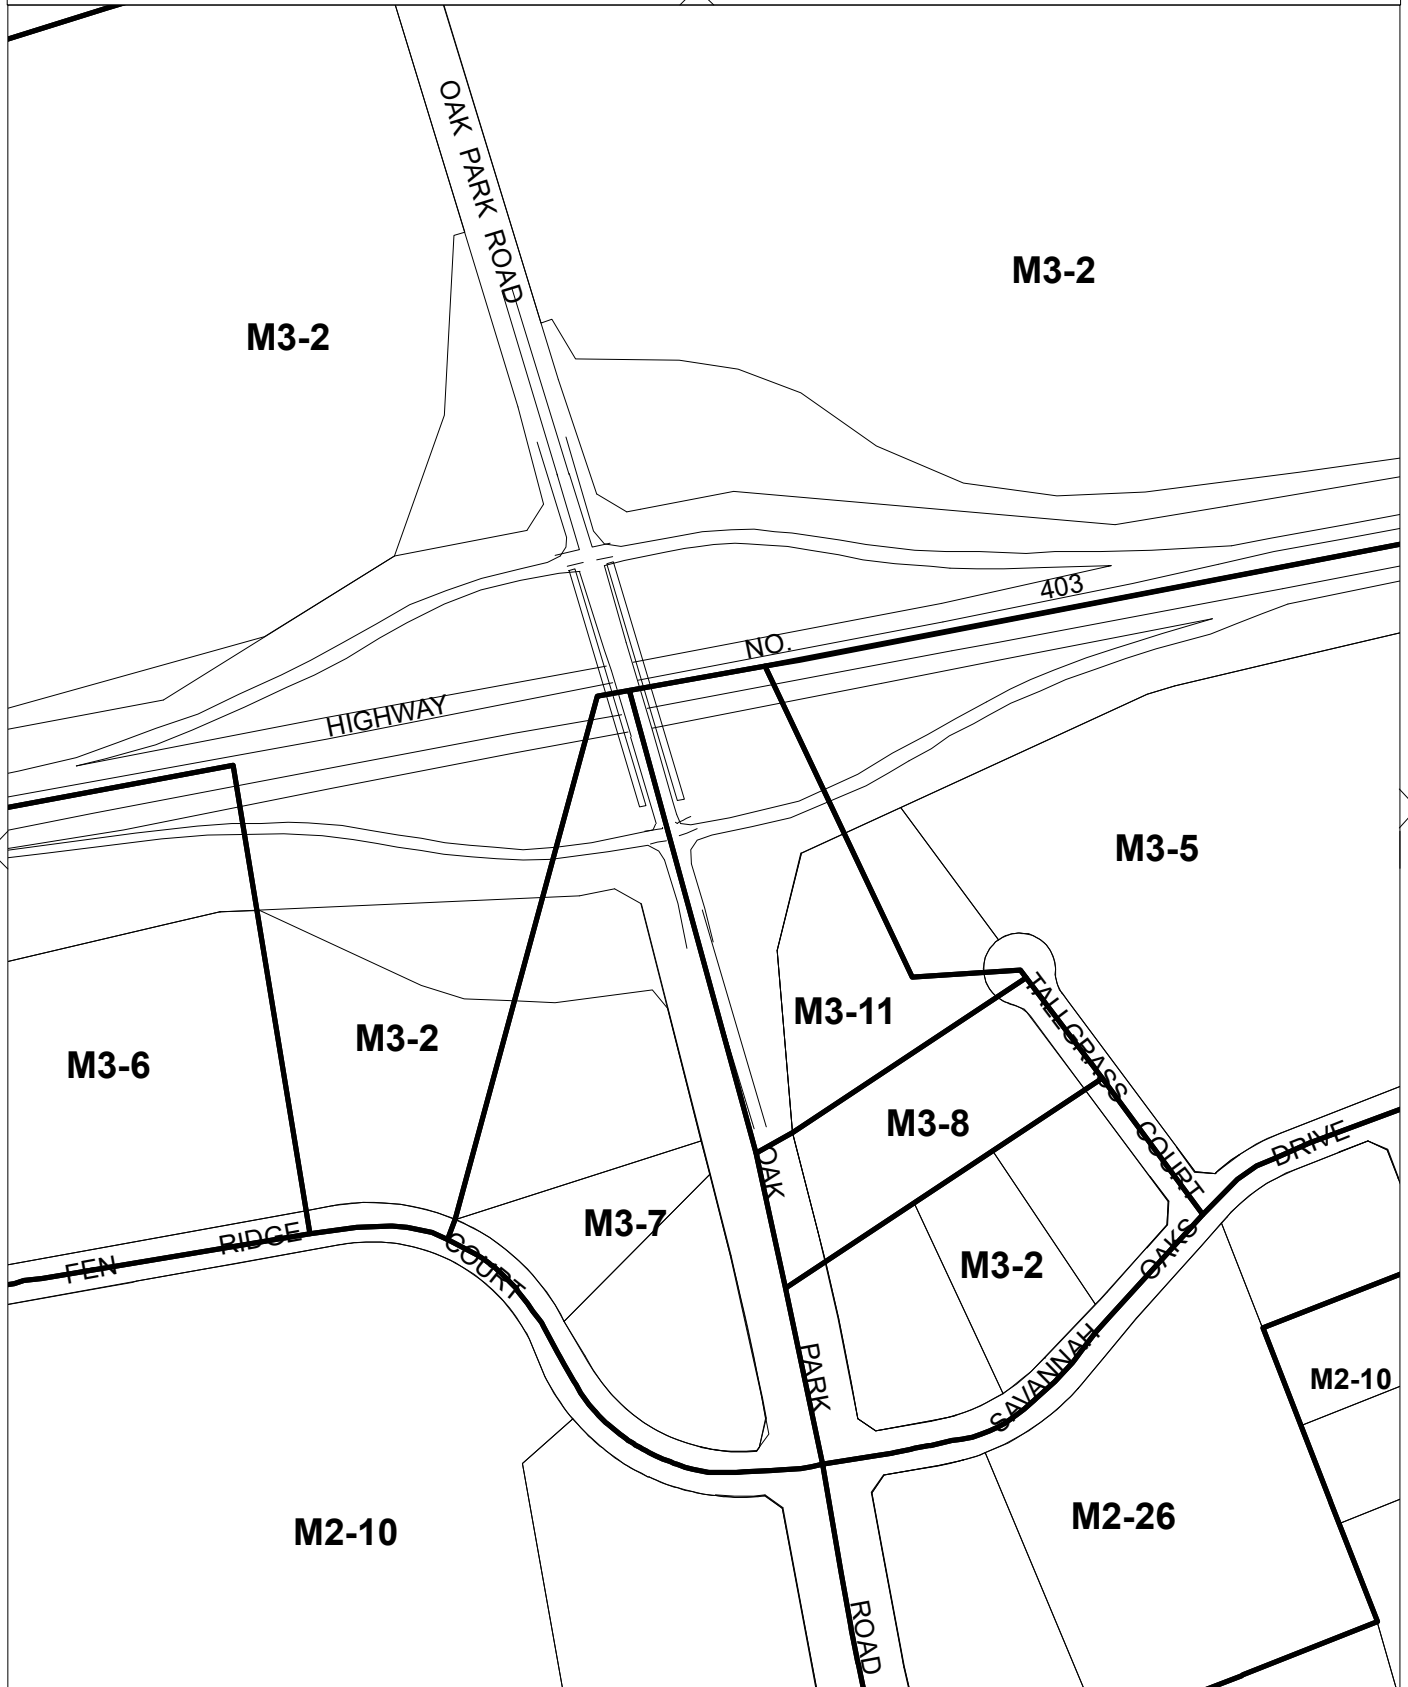 OAK PARK ROAD
M3-2
M3-2
403
NO.
HIGHWAY
M3-5
M3-11
M3-2
M3-6
TALLGRASS COURT
M3-8
DRIVE
OAK
M3-7
RIDGE
FEN
COURT
OAKS
M3-2
SAVANNAH
PARK
M2-10
M2-26
M2-10
ROAD